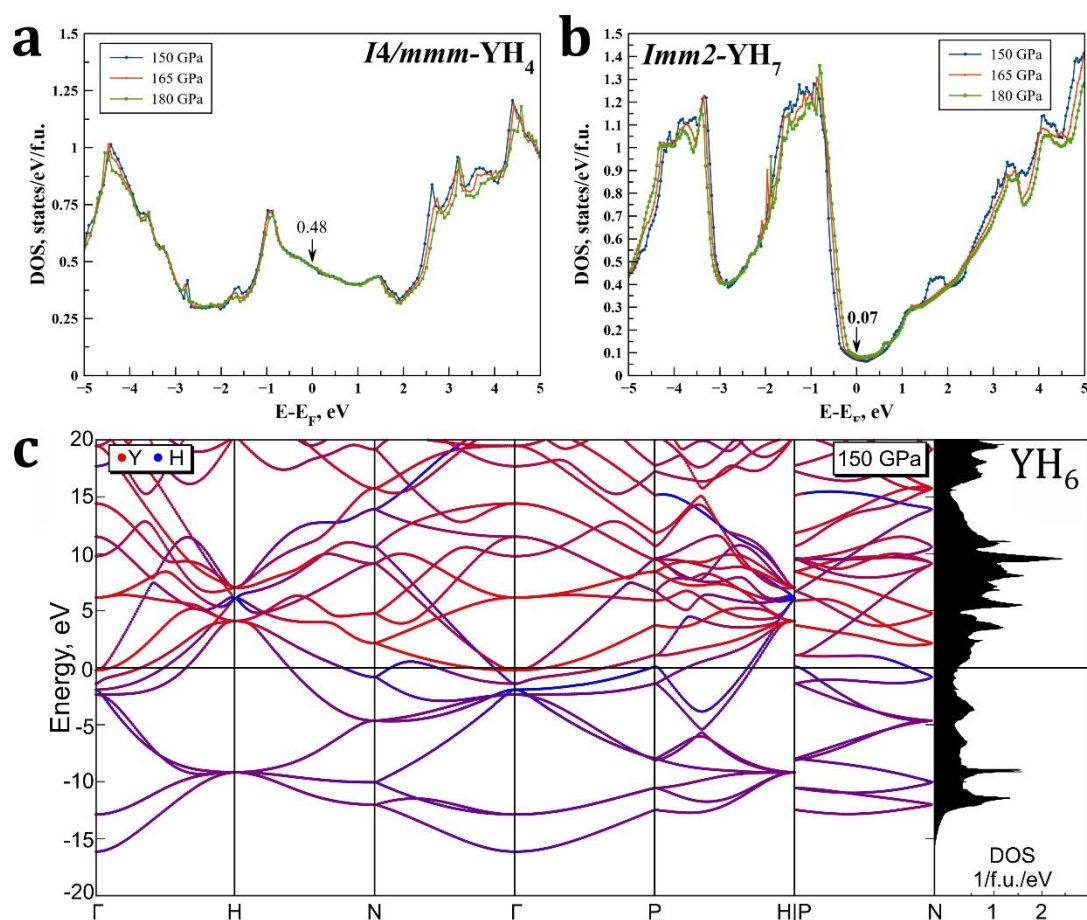 a
I4/mmm-YH4
150 GPa
165 GPa
180 GPa
DOS, states/eV/f.u.
1.5
1.25
1
0.75
0.5
0.25
0
0.48
−5 −4 −3 −2 −1 0 1 2 3 4 5
E-EF, eV
b
Imm2-YH7
150 GPa
165 GPa
180 GPa
DOS, states/eV/f.u.
1.5
1.4
1.3
1.2
1.1
1
0.9
0.8
0.7
0.6
0.5
0.4
0.3
0.2
0.1
0
0.07
−5 −4 −3 −2 −1 0 1 2 3 4 5
E-EF, eV
c
Y H
150 GPa
YH6
Energy, eV
20
15
10
5
0
-5
-10
-15
-20
Γ H N Γ P H|P N
DOS
1/f.u./eV
1 2